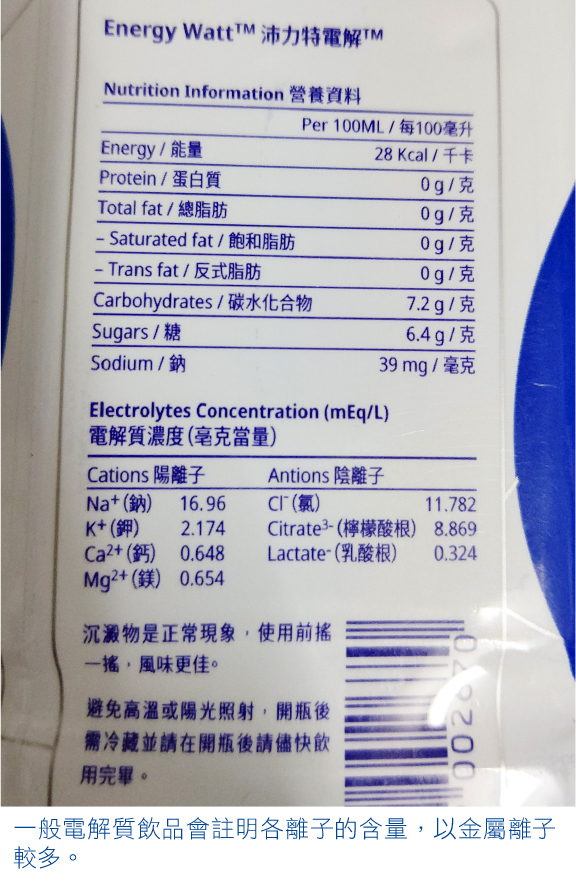 Energy Watt™ 沛力特電解™
Nutrition Information 營養資料
Per 100ML / 每100毫升
Energy / 能量 28 Kcal / 千卡
Protein / 蛋白質 0 g / 克
Total fat / 總脂肪 0 g / 克
– Saturated fat / 飽和脂肪 0 g / 克
– Trans fat / 反式脂肪 0 g / 克
Carbohydrates / 碳水化合物 7.2 g / 克
Sugars / 糖 6.4 g / 克
Sodium / 鈉 39 mg / 毫克
Electrolytes Concentration (mEq/L)
電解質濃度 (毫克當量)
Cations 陽離子 Antions 陰離子
Na⁺ (鈉) 16.96 Cl⁻ (氯) 11.782
K⁺ (鉀) 2.174 Citrate³⁻ (檸檬酸根) 8.869
Ca²⁺ (鈣) 0.648 Lactate⁻ (乳酸根) 0.324
Mg²⁺ (鎂) 0.654
沉澱物是正常現象，使用前搖
一搖，風味更佳。
避免高溫或陽光照射，開瓶後
需冷藏並請在開瓶後請儘快飲
用完畢。
一般電解質飲品會註明各離子的含量，以金屬離子
較多。